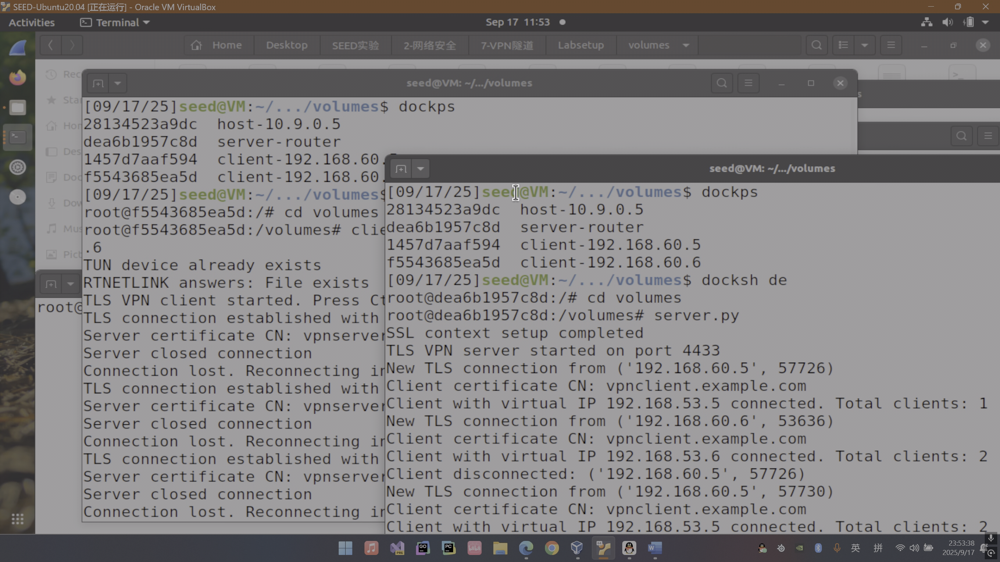 SEED-Ubuntu20.04 [正在运行] - Oracle VM VirtualBox
Activities
Terminal
Sep 17 11:53
Home
Desktop
SEED实验
2-网络安全
7-VPN隧道
Labsetup
volumes
Rec
Star
Hom
Des
Doc
Dow
Mus
Pict
root@
seed@VM: ~/.../volumes
[09/17/25]seed@VM:~/.../volumes$ dockps
28134523a9dc host-10.9.0.5
dea6b1957c8d server-router
1457d7aaf594 client-192.168.60.
f5543685ea5d client-192.168.60.
[09/17/25]seed@VM:~/.../volumes$
root@f5543685ea5d:/# cd volumes
root@f5543685ea5d:/volumes# clie
.6
TUN device already exists
RTNETLINK answers: File exists
TLS VPN client started. Press Ct
TLS connection established with
Server certificate CN: vpnserver
Server closed connection
Connection lost. Reconnecting in
TLS connection established with
Server certificate CN: vpnserver
Server closed connection
Connection lost. Reconnecting in
TLS connection established with
Server certificate CN: vpnserver
Server closed connection
Connection lost. Reconnecting in
s
seed@VM: ~/.../volumes
[09/17/25]seed@VM:~/.../volumes$ dockps
28134523a9dc host-10.9.0.5
dea6b1957c8d server-router
1457d7aaf594 client-192.168.60.5
f5543685ea5d client-192.168.60.6
[09/17/25]seed@VM:~/.../volumes$ docksh de
root@dea6b1957c8d:/# cd volumes
root@dea6b1957c8d:/volumes# server.py
SSL context setup completed
TLS VPN server started on port 4433
New TLS connection from ('192.168.60.5', 57726)
Client certificate CN: vpnclient.example.com
Client with virtual IP 192.168.53.5 connected. Total clients: 1
New TLS connection from ('192.168.60.6', 53636)
Client certificate CN: vpnclient.example.com
Client with virtual IP 192.168.53.6 connected. Total clients: 2
Client disconnected: ('192.168.60.5', 57726)
New TLS connection from ('192.168.60.5', 57730)
Client certificate CN: vpnclient.example.com
Client with virtual IP 192.168.53.5 connected. Total clients: 2
PRE
GO
PC
bilibili
64
W
英
拼
23:53:38
2025/9/17